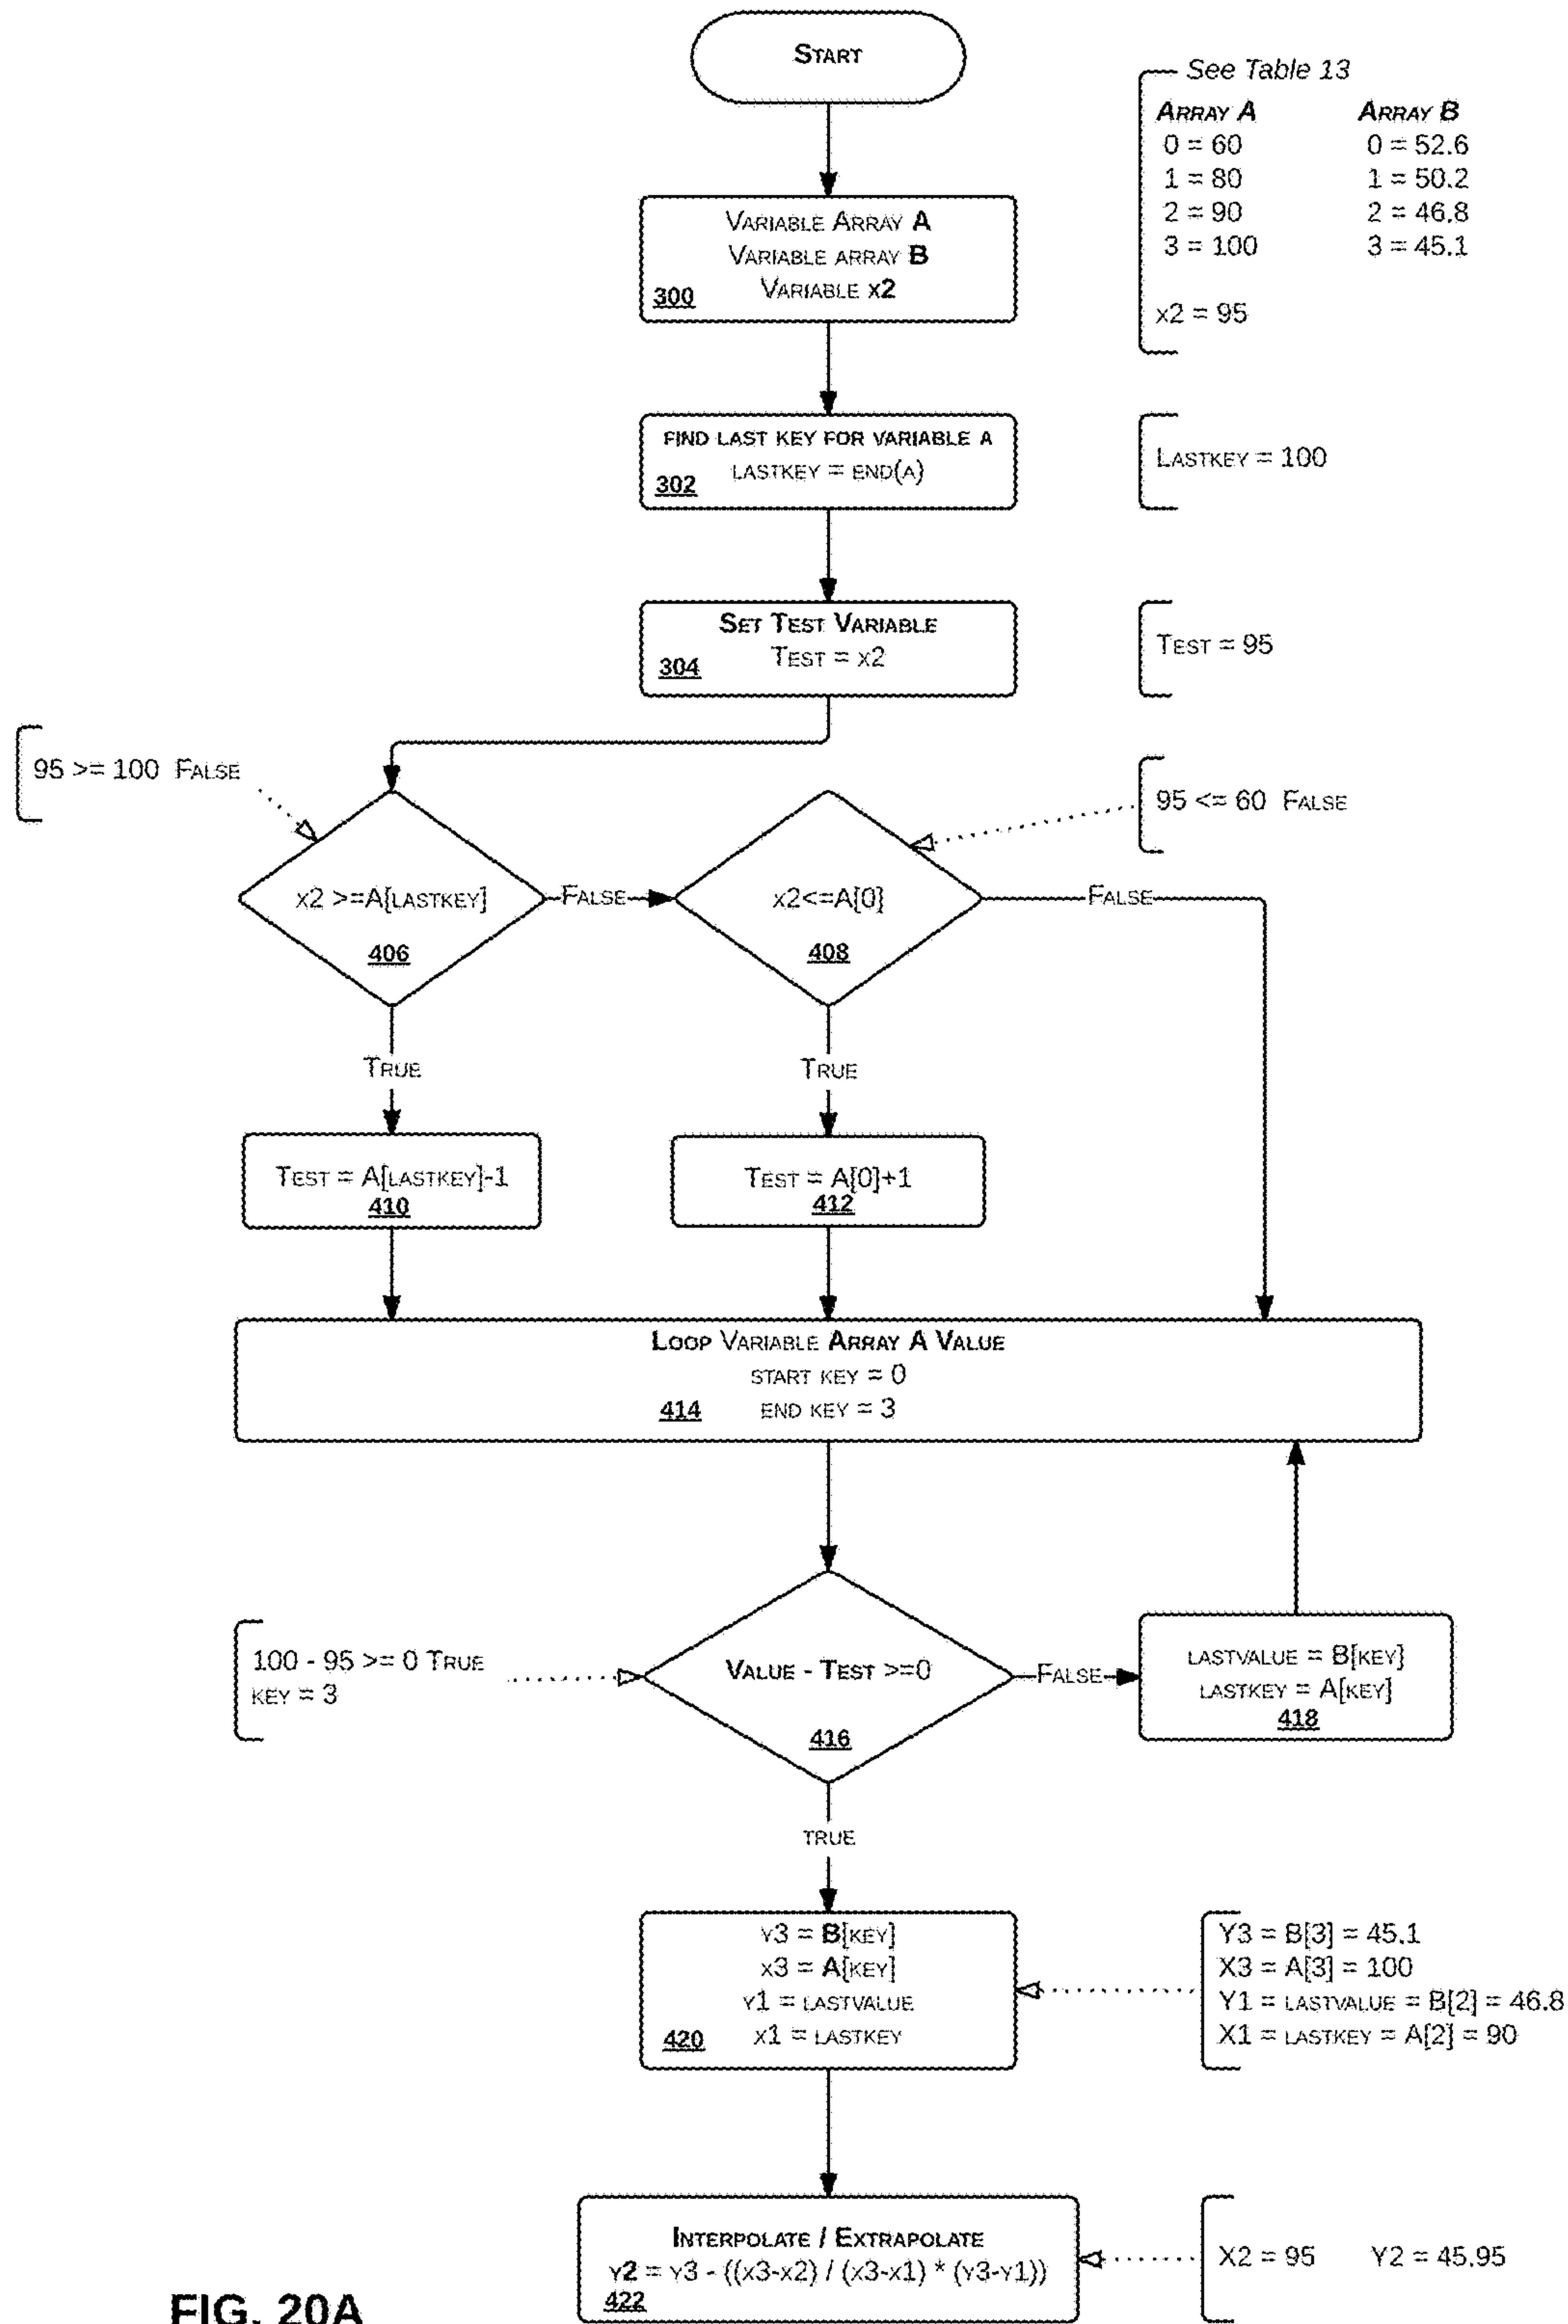 START
See Table 13
ARRAY A ARRAY B
0 = 60 0 = 52.6
1 = 80 1 = 50.2
2 = 90 2 = 46.8
3 = 100 3 = 45.1
x2 = 95
VARIABLE ARRAY A
VARIABLE ARRAY B
VARIABLE x2
300
FIND LAST KEY FOR VARIABLE A
LASTKEY = END(A)
302
LASTKEY = 100
SET TEST VARIABLE
TEST = x2
304
TEST = 95
95 >= 100 FALSE
95 <= 60 FALSE
x2 >=A[LASTKEY]
406
FALSE
x2<=A[0]
408
FALSE
TRUE
TRUE
TEST = A[LASTKEY]-1
410
TEST = A[0]+1
412
LOOP VARIABLE ARRAY A VALUE
START KEY = 0
END KEY = 3
414
100 - 95 >= 0 TRUE
KEY = 3
VALUE - TEST >=0
416
FALSE
LASTVALUE = B[KEY]
LASTKEY = A[KEY]
418
TRUE
Y3 = B[KEY]
X3 = A[KEY]
Y1 = LASTVALUE
X1 = LASTKEY
420
Y3 = B[3] = 45.1
X3 = A[3] = 100
Y1 = LASTVALUE = B[2] = 46.8
X1 = LASTKEY = A[2] = 90
INTERPOLATE / EXTRAPOLATE
Y2 = Y3 - ((X3-X2) / (X3-X1) * (Y3-Y1))
422
X2 = 95 Y2 = 45.95
FIG. 20A